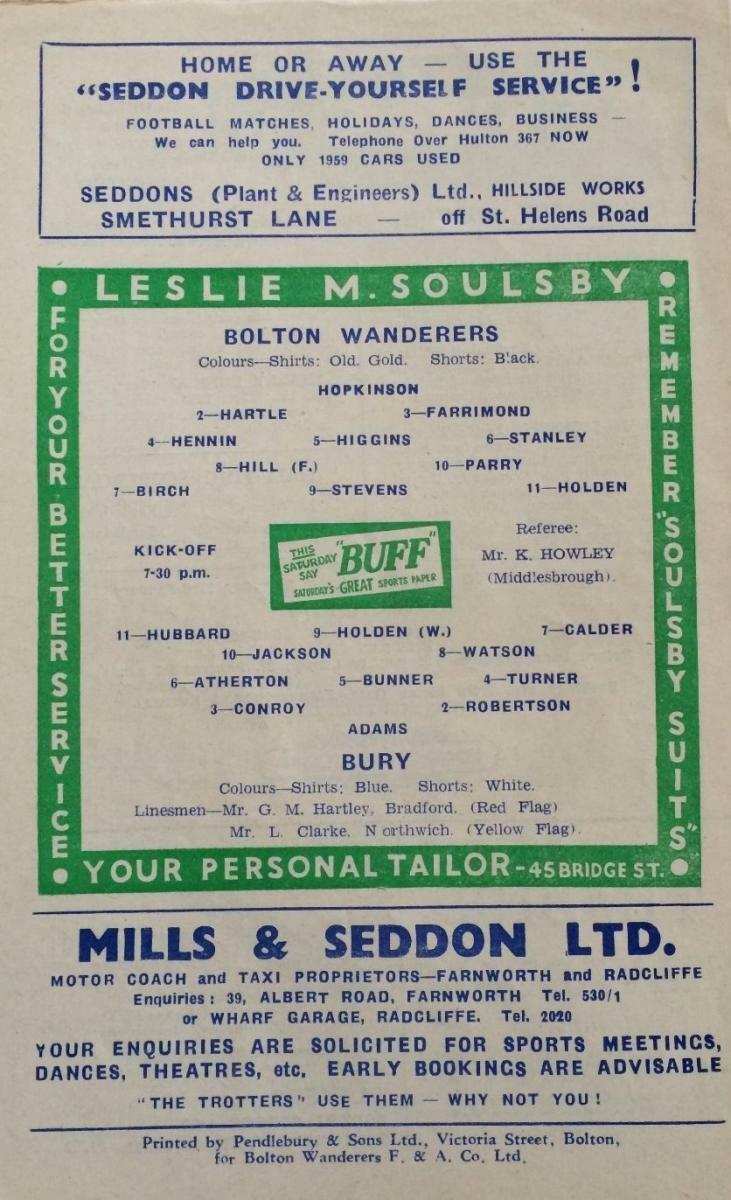 HOME OR AWAY — USE THE
"SEDDON DRIVE-YOURSELF SERVICE"!
FOOTBALL MATCHES, HOLIDAYS, DANCES, BUSINESS —
We can help you. Telephone Over Hulton 367 NOW
ONLY 1959 CARS USED
SEDDONS (Plant & Engineers) Ltd., HILLSIDE WORKS
SMETHURST LANE — off St. Helens Road
• LESLIE M. SOULSBY •
FOR YOUR BETTER SERVICE
BOLTON WANDERERS
Colours—Shirts: Old. Gold. Shorts: Black.
HOPKINSON
2—HARTLE 3—FARRIMOND
4—HENNIN 5—HIGGINS 6—STANLEY
8—HILL (F.) 10—PARRY
7—BIRCH 9—STEVENS 11—HOLDEN
KICK-OFF
7-30 p.m.
THIS
SATURDAY
SAY
"BUFF"
SATURDAY'S GREAT SPORTS PAPER
Referee:
Mr. K. HOWLEY
(Middlesbrough).
11—HUBBARD 9—HOLDEN (W.) 7—CALDER
10—JACKSON 8—WATSON
6—ATHERTON 5—BUNNER 4—TURNER
3—CONROY 2—ROBERTSON
ADAMS
BURY
Colours—Shirts: Blue. Shorts: White.
Linesmen—Mr. G. M. Hartley, Bradford. (Red Flag)
Mr. L. Clarke, N orthwich. (Yellow Flag).
REMEMBER "SOULSBY SUITS"
• YOUR PERSONAL TAILOR - 45 BRIDGE ST. •
MILLS & SEDDON LTD.
MOTOR COACH and TAXI PROPRIETORS—FARNWORTH and RADCLIFFE
Enquiries: 39, ALBERT ROAD, FARNWORTH Tel. 530/1
or WHARF GARAGE, RADCLIFFE. Tel. 2020
YOUR ENQUIRIES ARE SOLICITED FOR SPORTS MEETINGS,
DANCES, THEATRES, etc. EARLY BOOKINGS ARE ADVISABLE
"THE TROTTERS" USE THEM — WHY NOT YOU!
Printed by Pendlebury & Sons Ltd., Victoria Street, Bolton,
for Bolton Wanderers F. & A. Co. Ltd.